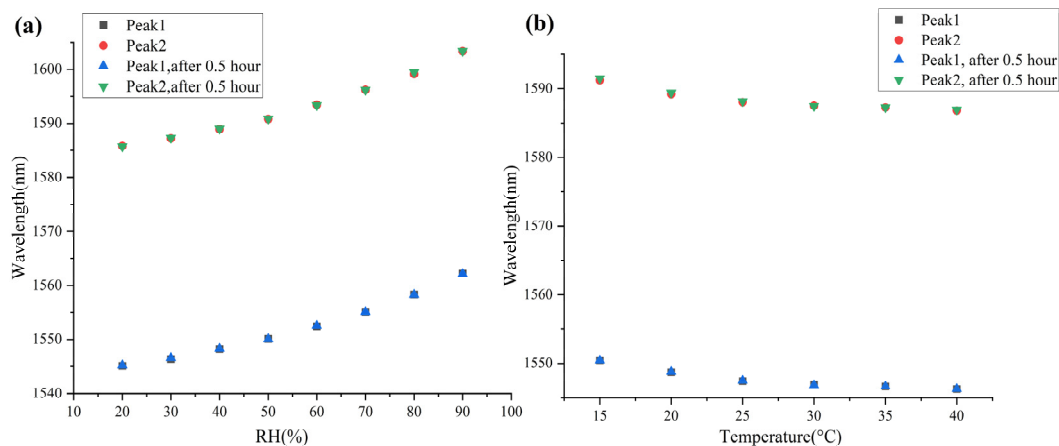 (a)
Peak1
Peak2
Peak1,after 0.5 hour
Peak2,after 0.5 hour
1600
1590
1580
1570
1560
1550
1540
Wavelength(nm)
10 20 30 40 50 60 70 80 90 100
RH(%)
(b)
Peak1
Peak2
Peak1, after 0.5 hour
Peak2, after 0.5 hour
1590
1580
1570
1560
1550
Wavelength(nm)
15 20 25 30 35 40
Temperature(°C)